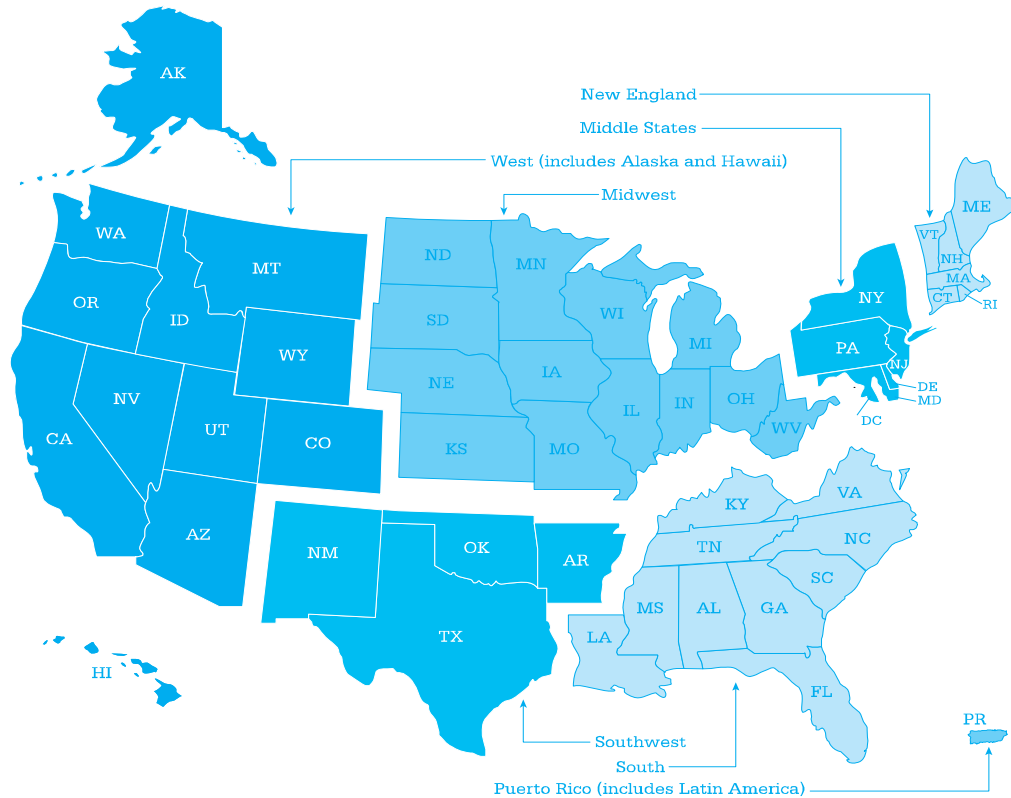 AK
New England
Middle States
West (includes Alaska and Hawaii)
Midwest
ME
VT
WA
ND
NH
MN
MT
MA
NY
CT
OR
RI
WI
ID
SD
MI
PA
WY
NJ
IA
NE
DE
NV
OH
MD
IL
IN
DC
UT
WV
CA
CO
KS
MO
VA
KY
AZ
NC
TN
OK
NM
AR
SC
MS
AL
GA
TX
LA
HI
FL
PR
Southwest
South
Puerto Rico (includes Latin America)